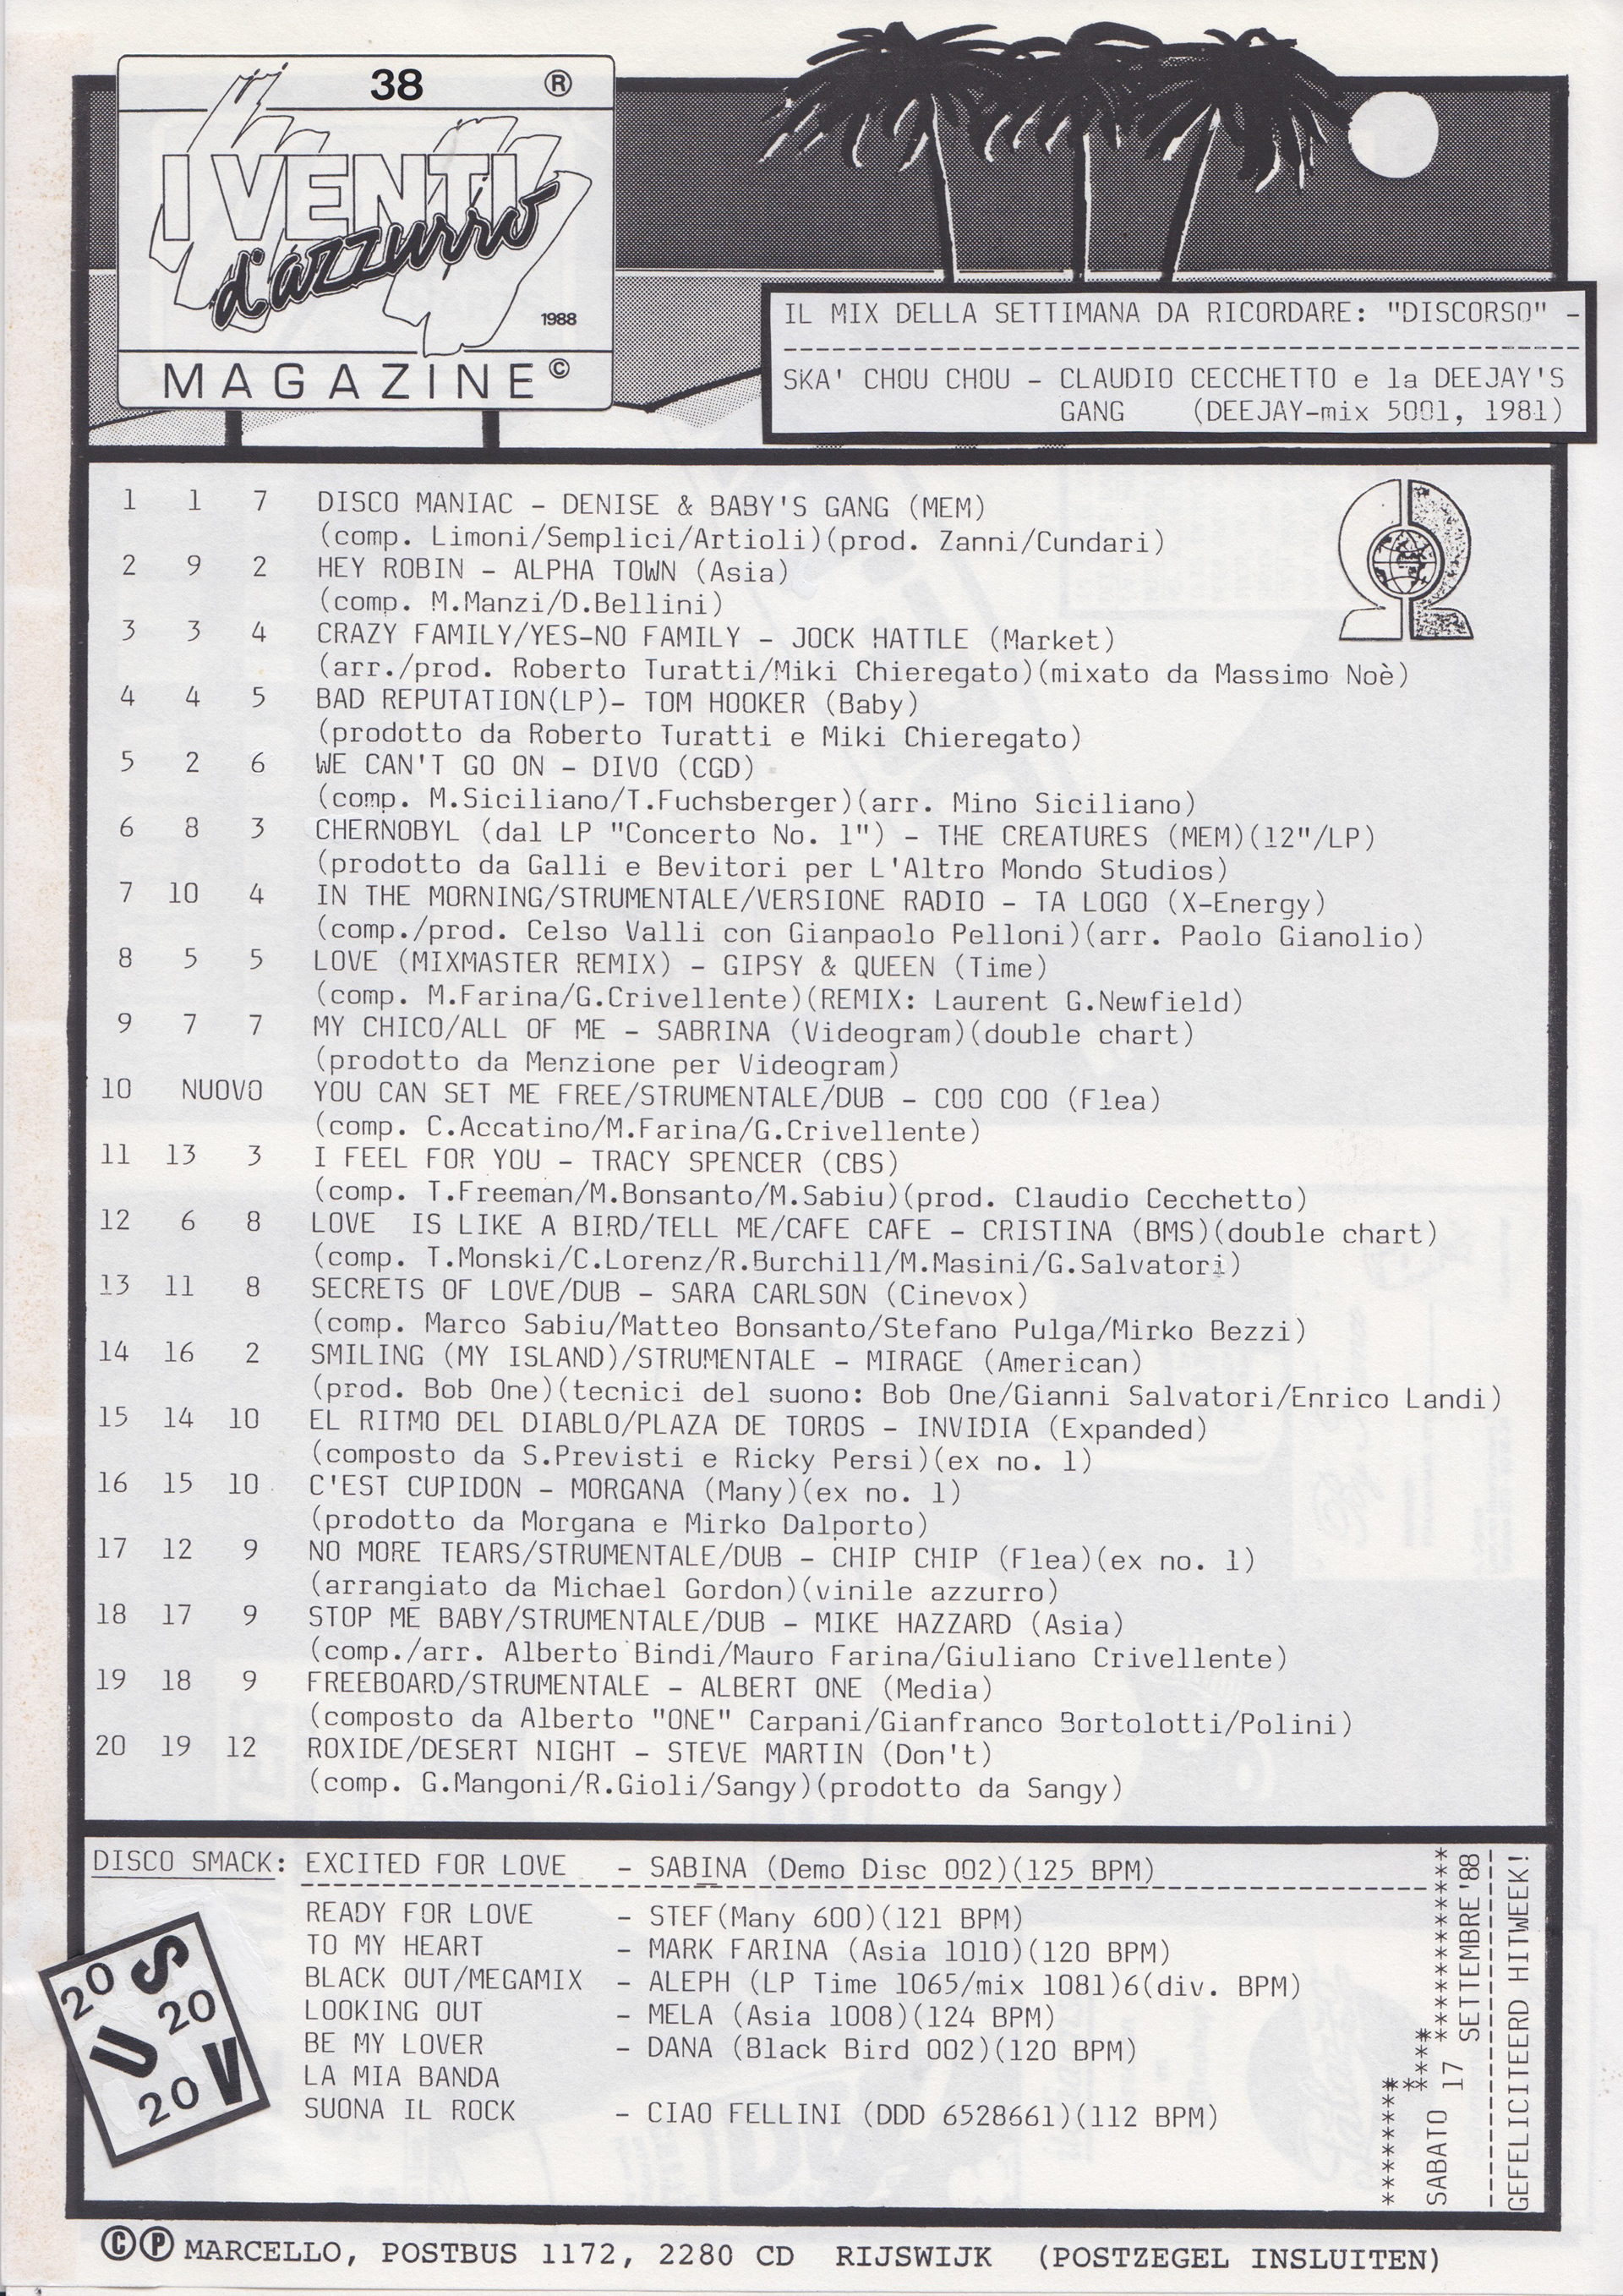 38 ®
I VENTI
d'azzurro
1988
MAGAZINE©
IL MIX DELLA SETTIMANA DA RICORDARE: "DISCORSO" -
SKA' CHOU CHOU - CLAUDIO CECCHETTO e la DEEJAY'S
GANG (DEEJAY-mix 5001, 1981)
1 1 7 DISCO MANIAC - DENISE & BABY'S GANG (MEM)
(comp. Limoni/Semplici/Artioli)(prod. Zanni/Cundari)
2 9 2 HEY ROBIN - ALPHA TOWN (Asia)
(comp. M.Manzi/D.Bellini)
3 3 4 CRAZY FAMILY/YES-NO FAMILY - JOCK HATTLE (Market)
(arr./prod. Roberto Turatti/Miki Chieregato)(mixato da Massimo Noè)
4 4 5 BAD REPUTATION(LP)- TOM HOOKER (Baby)
(prodotto da Roberto Turatti e Miki Chieregato)
5 2 6 WE CAN'T GO ON - DIVO (CGD)
(comp. M.Siciliano/T.Fuchsberger)(arr. Mino Siciliano)
6 8 3 CHERNOBYL (dal LP "Concerto No. 1") - THE CREATURES (MEM)(12"/LP)
(prodotto da Galli e Bevitori per L'Altro Mondo Studios)
7 10 4 IN THE MORNING/STRUMENTALE/VERSIONE RADIO - TA LOGO (X-Energy)
(comp./prod. Celso Valli con Gianpaolo Pelloni)(arr. Paolo Gianolio)
8 5 5 LOVE (MIXMASTER REMIX) - GIPSY & QUEEN (Time)
(comp. M.Farina/G.Crivellente)(REMIX: Laurent G.Newfield)
9 7 7 MY CHICO/ALL OF ME - SABRINA (Videogram)(double chart)
(prodotto da Menzione per Videogram)
10 NUOVO YOU CAN SET ME FREE/STRUMENTALE/DUB - COO COO (Flea)
(comp. C.Accatino/M.Farina/G.Crivellente)
11 13 3 I FEEL FOR YOU - TRACY SPENCER (CBS)
(comp. T.Freeman/M.Bonsanto/M.Sabiu)(prod. Claudio Cecchetto)
12 6 8 LOVE IS LIKE A BIRD/TELL ME/CAFE CAFE - CRISTINA (BMS)(double chart)
(comp. T.Monski/C.Lorenz/R.Burchill/M.Masini/G.Salvatori)
13 11 8 SECRETS OF LOVE/DUB - SARA CARLSON (Cinevox)
(comp. Marco Sabiu/Matteo Bonsanto/Stefano Pulga/Mirko Bezzi)
14 16 2 SMILING (MY ISLAND)/STRUMENTALE - MIRAGE (American)
(prod. Bob One)(tecnici del suono: Bob One/Gianni Salvatori/Enrico Landi)
15 14 10 EL RITMO DEL DIABLO/PLAZA DE TOROS - INVIDIA (Expanded)
(composto da S.Previsti e Ricky Persi)(ex no. 1)
16 15 10 C'EST CUPIDON - MORGANA (Many)(ex no. 1)
(prodotto da Morgana e Mirko Dalporto)
17 12 9 NO MORE TEARS/STRUMENTALE/DUB - CHIP CHIP (Flea)(ex no. 1)
(arrangiato da Michael Gordon)(vinile azzurro)
18 17 9 STOP ME BABY/STRUMENTALE/DUB - MIKE HAZZARD (Asia)
(comp./arr. Alberto Bindi/Mauro Farina/Giuliano Crivellente)
19 18 9 FREEBOARD/STRUMENTALE - ALBERT ONE (Media)
(composto da Alberto "ONE" Carpani/Gianfranco Bortolotti/Polini)
20 19 12 ROXIDE/DESERT NIGHT - STEVE MARTIN (Don't)
(comp. G.Mangoni/R.Gioli/Sangy)(prodotto da Sangy)
DISCO SMACK: EXCITED FOR LOVE - SABINA (Demo Disc 002)(125 BPM)
READY FOR LOVE - STEF(Many 600)(121 BPM)
TO MY HEART - MARK FARINA (Asia 1010)(120 BPM)
BLACK OUT/MEGAMIX - ALEPH (LP Time 1065/mix 1081)6(div. BPM)
LOOKING OUT - MELA (Asia 1008)(124 BPM)
BE MY LOVER - DANA (Black Bird 002)(120 BPM)
LA MIA BANDA
SUONA IL ROCK - CIAO FELLINI (DDD 6528661)(112 BPM)
20 S
20
U
20 V
SABATO 17 SETTEMBRE '88
GEFELICITEERD HITWEEK!
©℗ MARCELLO, POSTBUS 1172, 2280 CD RIJSWIJK (POSTZEGEL INSLUITEN)